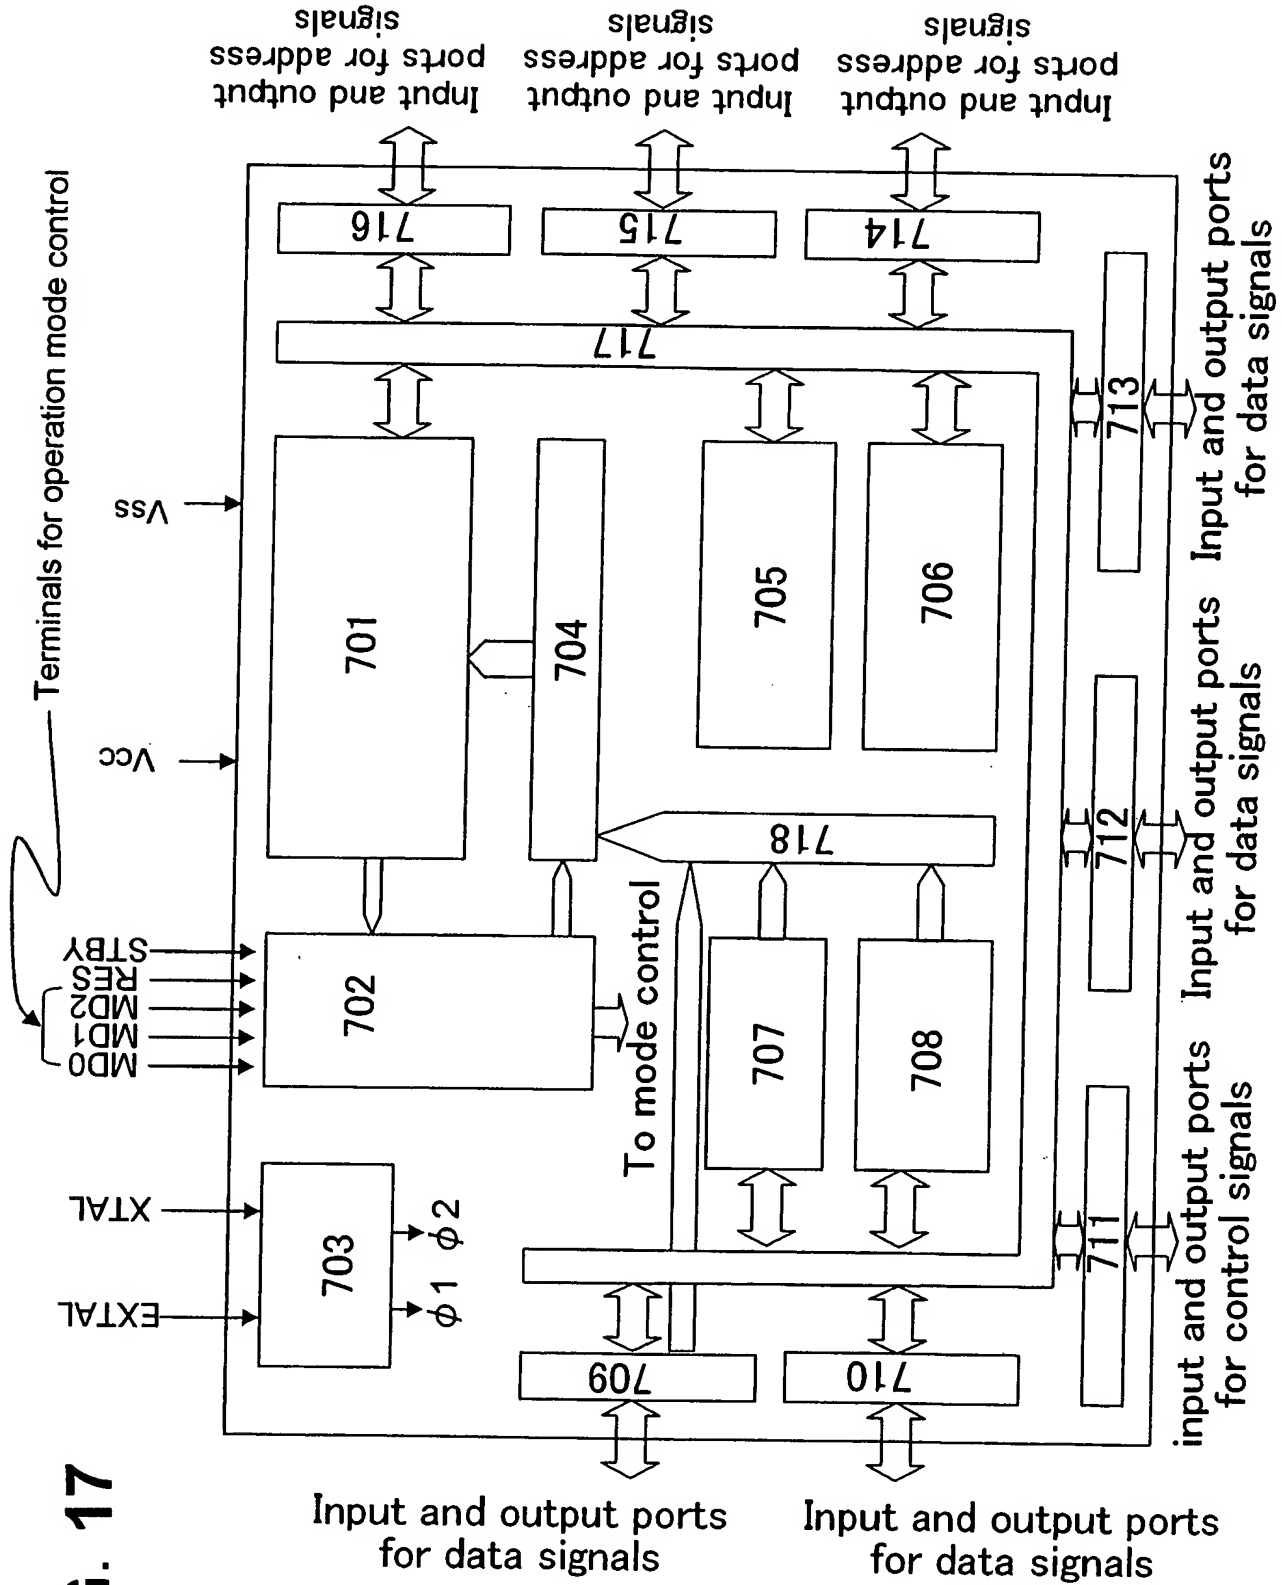 G. 17
Terminals for operation mode control
Vss
Vcc
STBY
RES
MD2
MD1
MD0
XTAL
EXTAL
Input and output
ports for address
signals
Input and output
ports for address
signals
Input and output
ports for address
signals
716
715
714
717
701
704
705
706
702
718
To mode control
707
708
703
φ1
φ2
709
710
711
712
713
Input and output ports
for data signals
Input and output ports
for data signals
input and output ports
for control signals
Input and output ports
for data signals
Input and output ports
for data signals